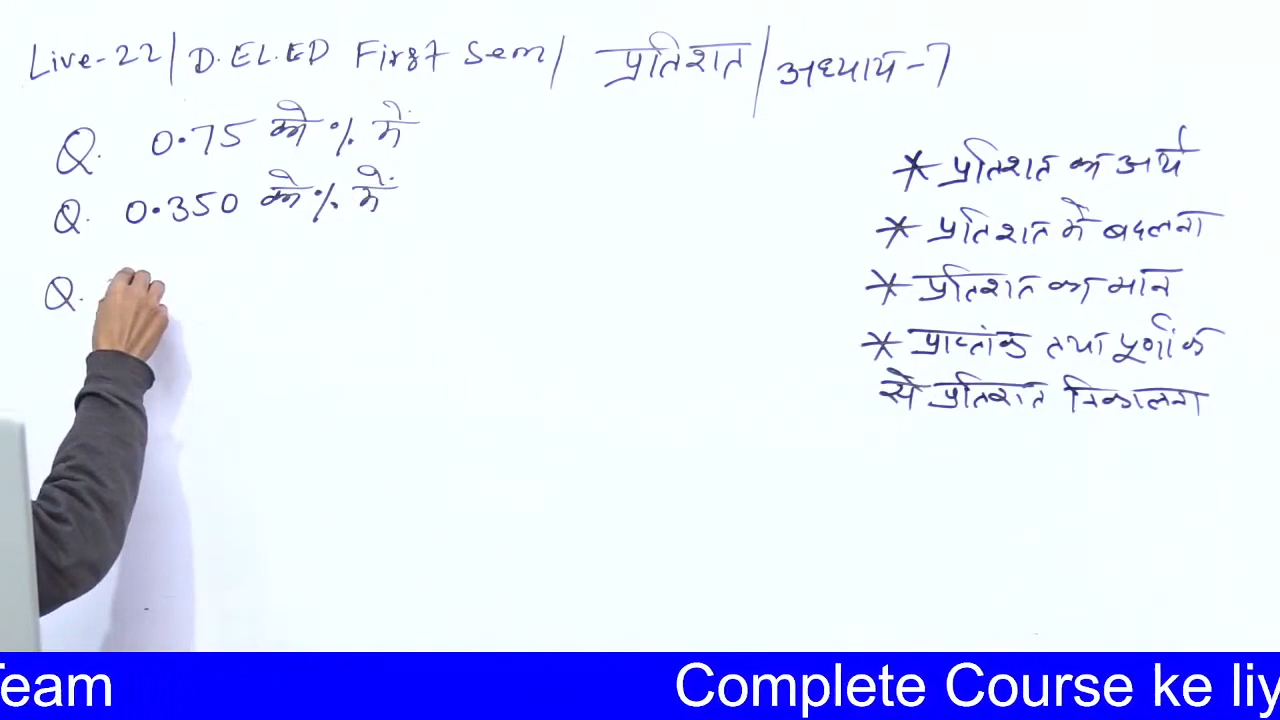 Live-22/ D.EL.ED First Sem/ प्रतिशत/ अध्याय-7
Q. 0.75 को % में
Q. 0.350 को % में
Q.
* प्रतिशत का अर्थ
* प्रतिशत में बदलना
* प्रतिशत का मान
* प्राप्तांक तथा पूर्णांक
से प्रतिशत निकालना
Team Complete Course ke liy